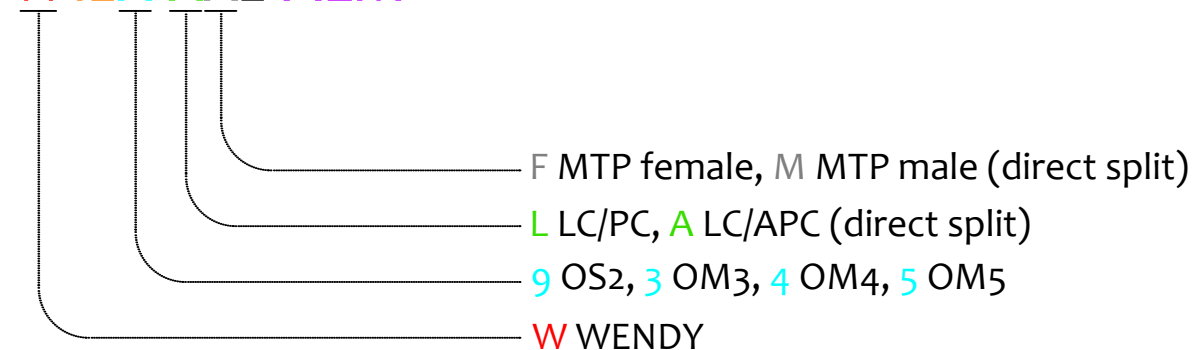 F MTP female, M MTP male (direct split)
L LC/PC, A LC/APC (direct split)
9 OS2, 3 OM3, 4 OM4, 5 OM5
W WENDY